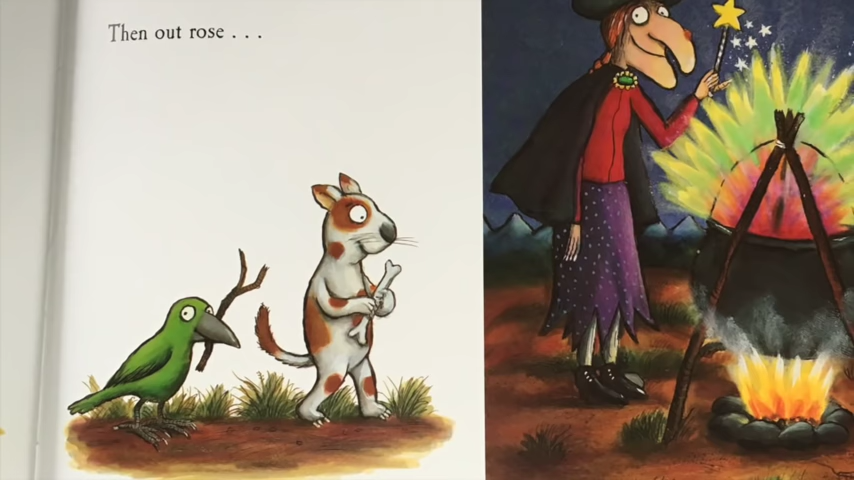 Then out rose . . .